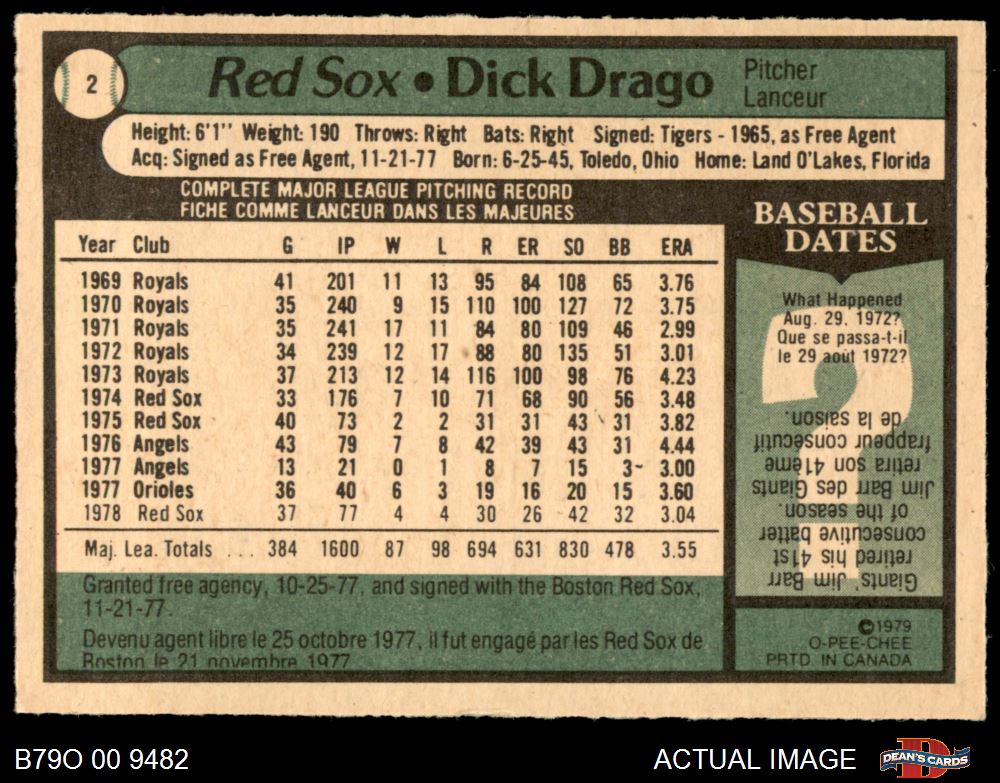 2
Red Sox • Dick Drago
Pitcher
Lanceur
Height: 6'1'' Weight: 190 Throws: Right Bats: Right Signed: Tigers - 1965, as Free Agent
Acq: Signed as Free Agent, 11-21-77 Born: 6-25-45, Toledo, Ohio Home: Land O'Lakes, Florida
COMPLETE MAJOR LEAGUE PITCHING RECORD
FICHE COMME LANCEUR DANS LES MAJEURES
Year Club G IP W L R ER SO BB ERA
1969 Royals 41 201 11 13 95 84 108 65 3.76
1970 Royals 35 240 9 15 110 100 127 72 3.75
1971 Royals 35 241 17 11 84 80 109 46 2.99
1972 Royals 34 239 12 17 88 80 135 51 3.01
1973 Royals 37 213 12 14 116 100 98 76 4.23
1974 Red Sox 33 176 7 10 71 68 90 56 3.48
1975 Red Sox 40 73 2 2 31 31 43 31 3.82
1976 Angels 43 79 7 8 42 39 43 31 4.44
1977 Angels 13 21 0 1 8 7 15 3 3.00
1977 Orioles 36 40 6 3 19 16 20 15 3.60
1978 Red Sox 37 77 4 4 30 26 42 32 3.04
Maj. Lea. Totals ... 384 1600 87 98 694 631 830 478 3.55
Granted free agency, 10-25-77, and signed with the Boston Red Sox,
11-21-77.
Devenu agent libre le 25 octobre 1977, il fut engagé par les Red Sox de
Boston le 21 novembre 1977
BASEBALL
DATES
What Happened
Aug. 29, 1972?
Que se passa-t-il
le 29 août 1972?
Giants' Jim Barr
retired his 41st
consecutive batter
of the season.
Jim Barr des Giants
retira son 41ème
frappeur consécutif
de la saison.
©1979
O-PEE-CHEE
PRTD. IN CANADA
B79O 00 9482
ACTUAL IMAGE
DEAN'S CARDS